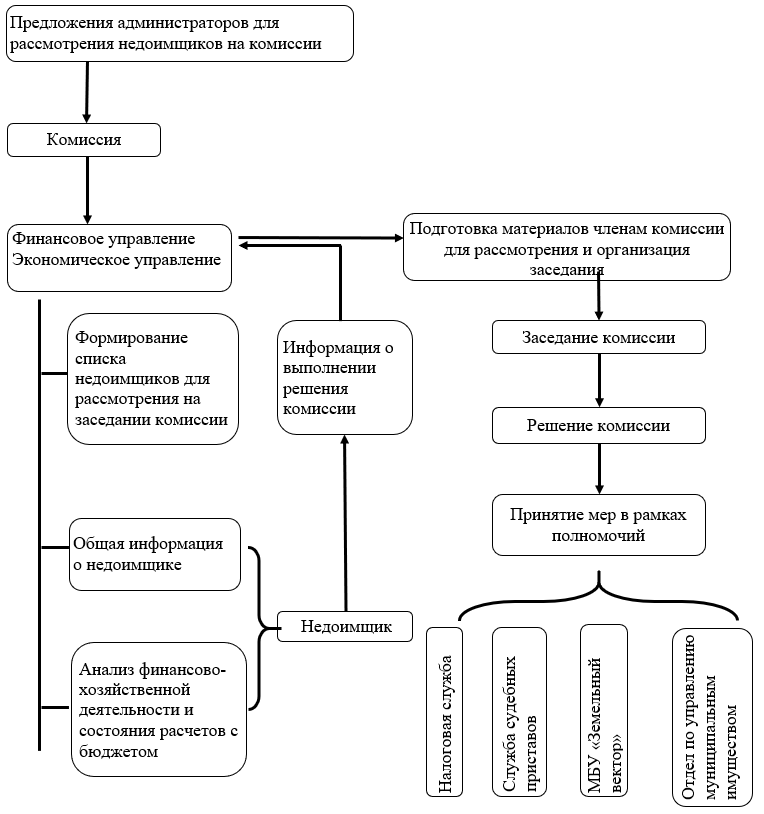 Предложения администраторов для
рассмотрения недоимщиков на комиссии
Комиссия
Финансовое управление
Экономическое управление
Подготовка материалов членам комиссии
для рассмотрения и организация
заседания
Формирование
списка
недоимщиков для
рассмотрения на
заседании комиссии
Информация о
выполнении
решения
комиссии
Заседание комиссии
Решение комиссии
Принятие мер в рамках
полномочий
Общая информация
о недоимщике
Недоимщик
Анализ финансово-
хозяйственной
деятельности и
состояния расчетов с
бюджетом
Налоговая служба
Служба судебных
приставов
МБУ «Земельный
вектор»
Отдел по управлению
муниципальным
имуществом